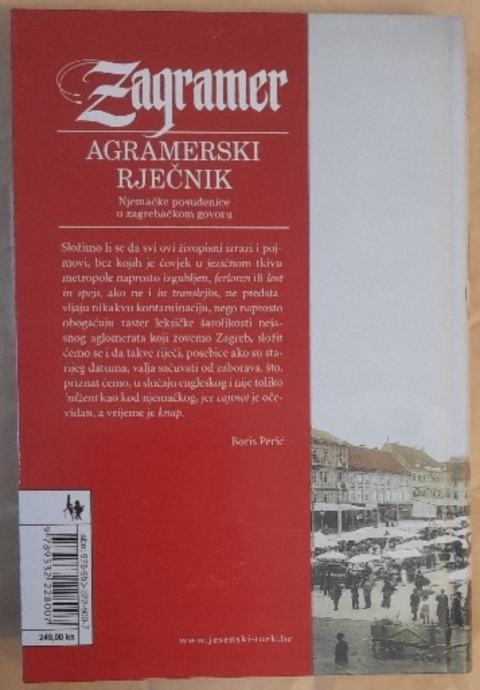 Zagramer
AGRAMERSKI
RJEČNIK
Njemačke posuđenice
u zagrebačkom govoru
Složimo li se da svi ovi živopisni izrazi i poj-
movi, bez kojih je čovjek u jezičnom tkivu
metropole naprosto izgubljen, ferloren ili lost
in spejs, ako ne i in translejšn, ne predsta-
vljaju nikakvu kontaminaciju, nego naprosto
obogaćuju raster leksičke šarolikosti neja-
snog aglomerata koji zovemo Zagreb, složit
ćemo se i da takve riječi, posebice ako su sta-
rijeg datuma, valja sačuvati od zaborava, što,
priznat ćemo, u slučaju engleskog i nije toliko
kao kod njemačkog, jer cajtnot je oče-
vidan, a vrijeme je knap.
Boris Perić
9 789532 228007
249,00 kn
www.jesenski-turk.hr